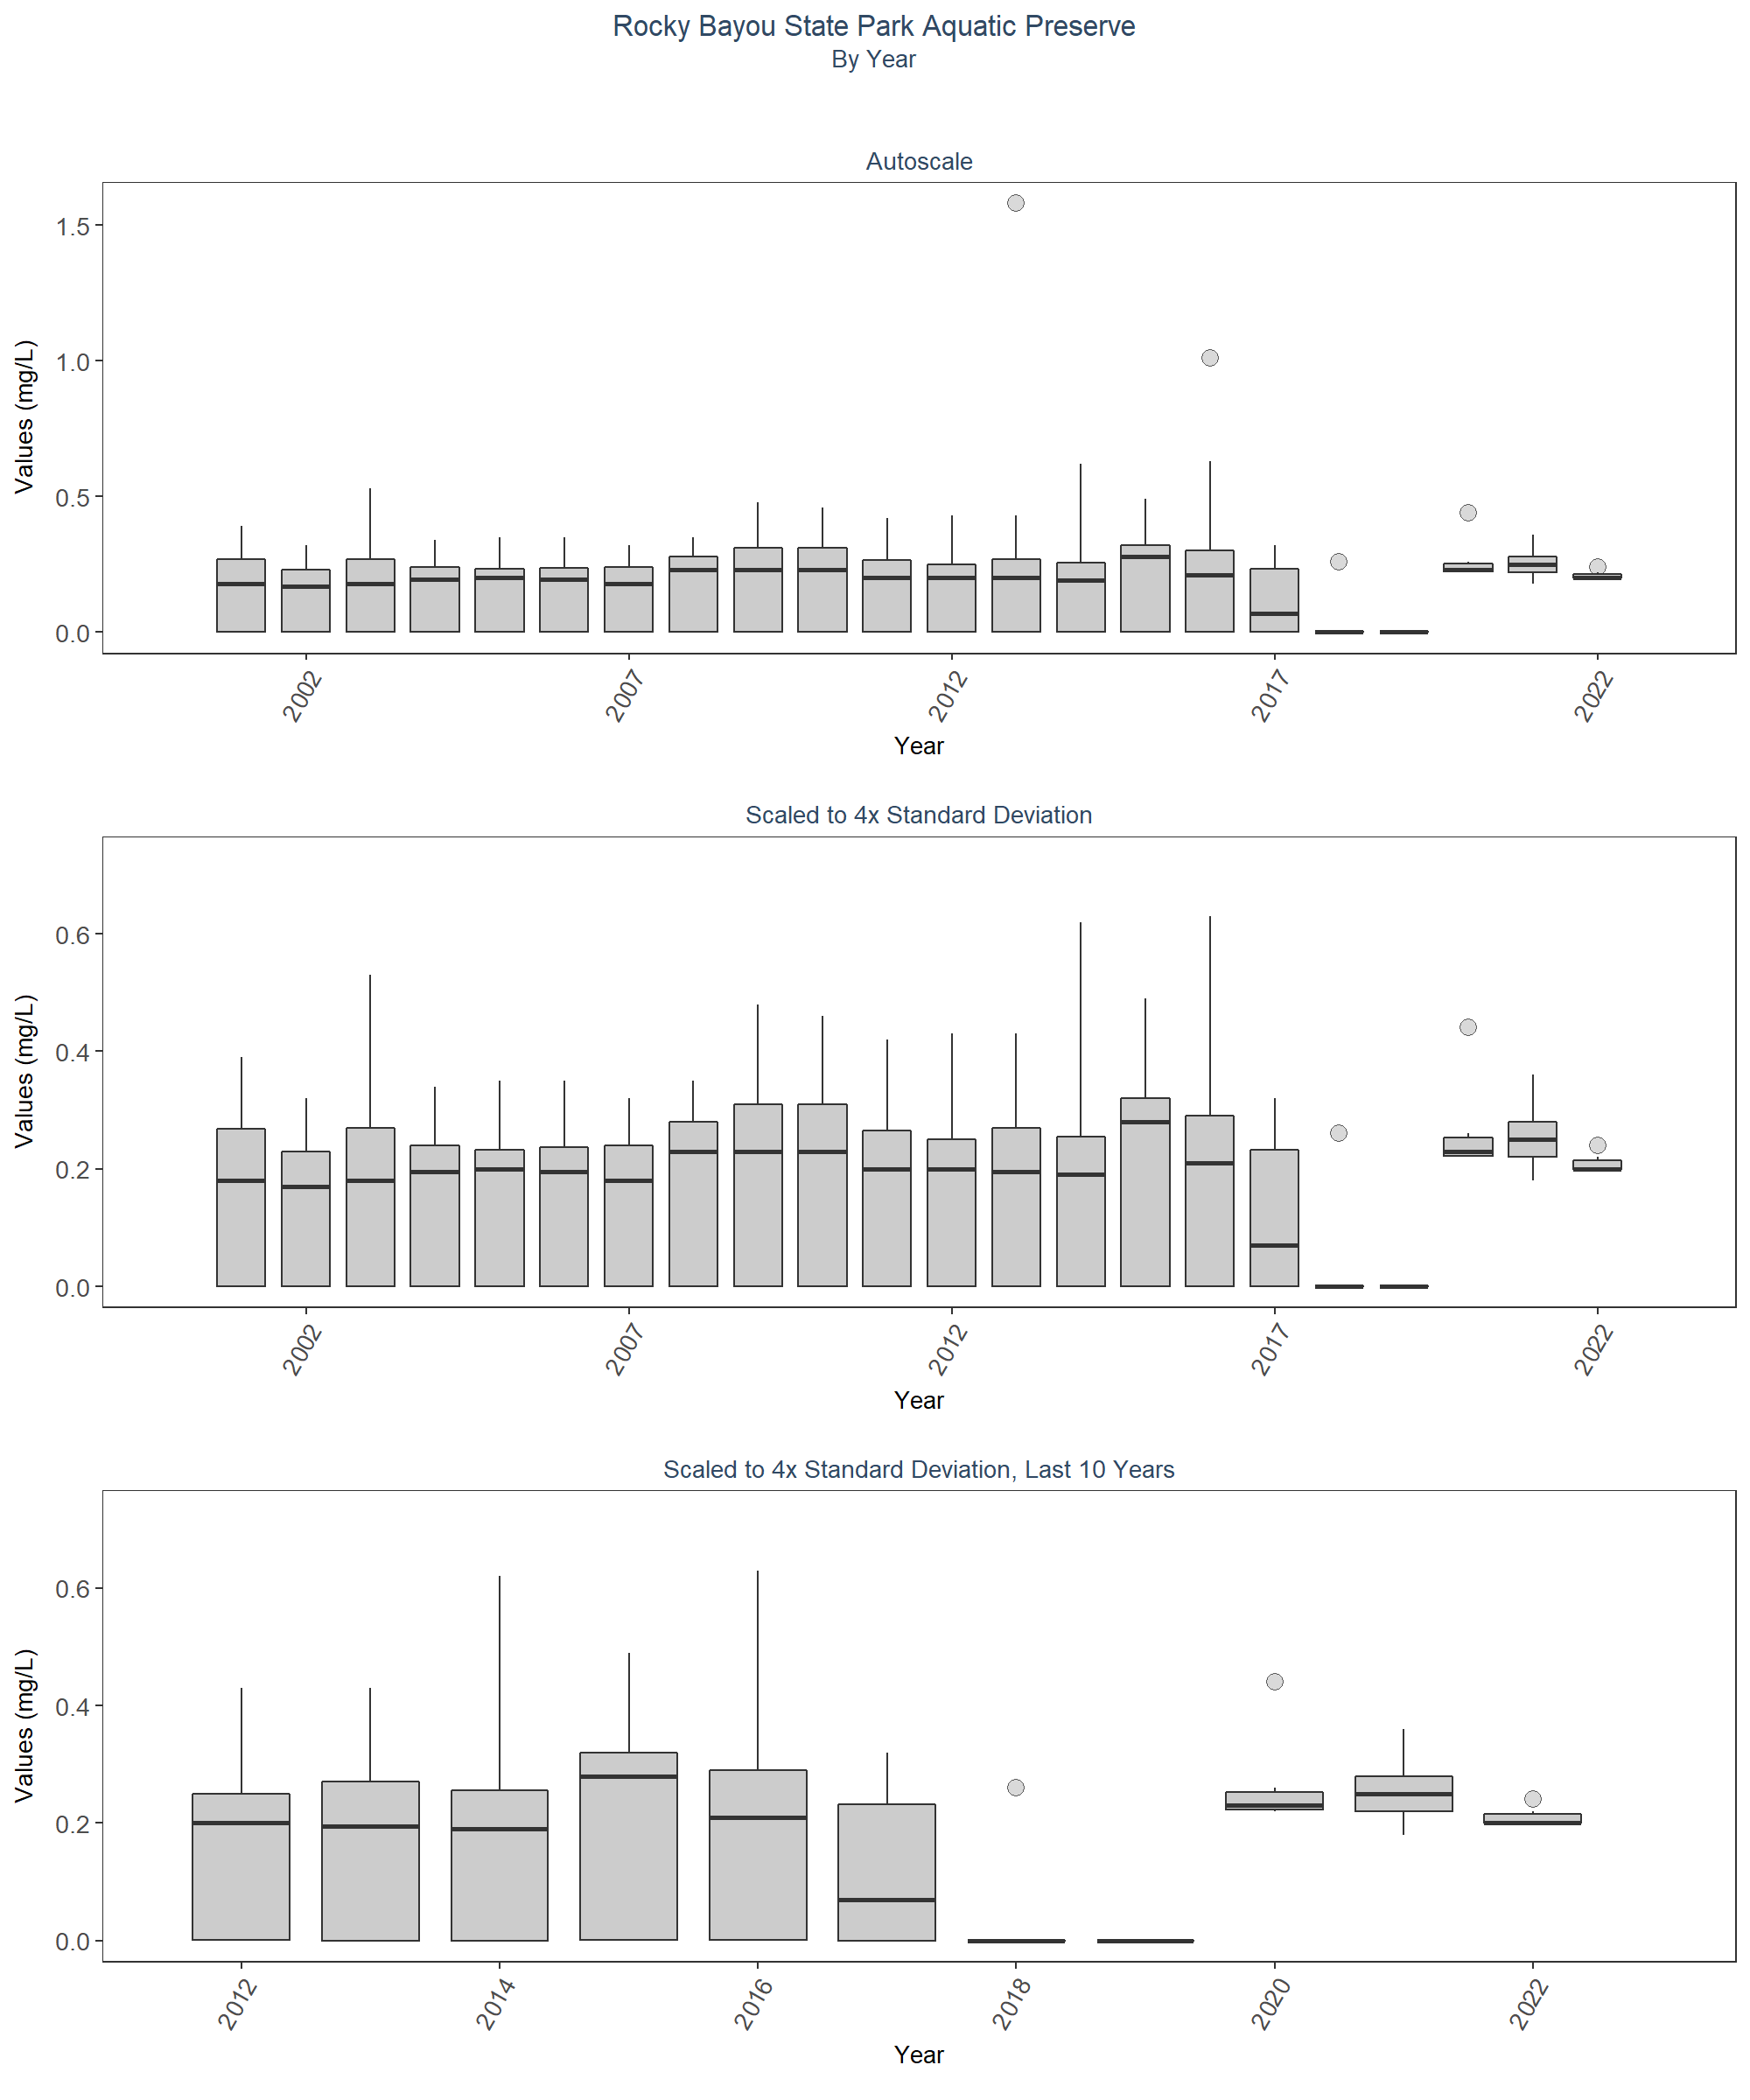 Rocky Bayou State Park Aquatic Preserve
By Year
Autoscale
Values (mg/L)
1.5
1.0
0.5
0.0
2002 2007 2012 2017 2022
Year
Scaled to 4x Standard Deviation
Values (mg/L)
0.6
0.4
0.2
0.0
2002 2007 2012 2017 2022
Year
Scaled to 4x Standard Deviation, Last 10 Years
Values (mg/L)
0.6
0.4
0.2
0.0
2012 2014 2016 2018 2020 2022
Year